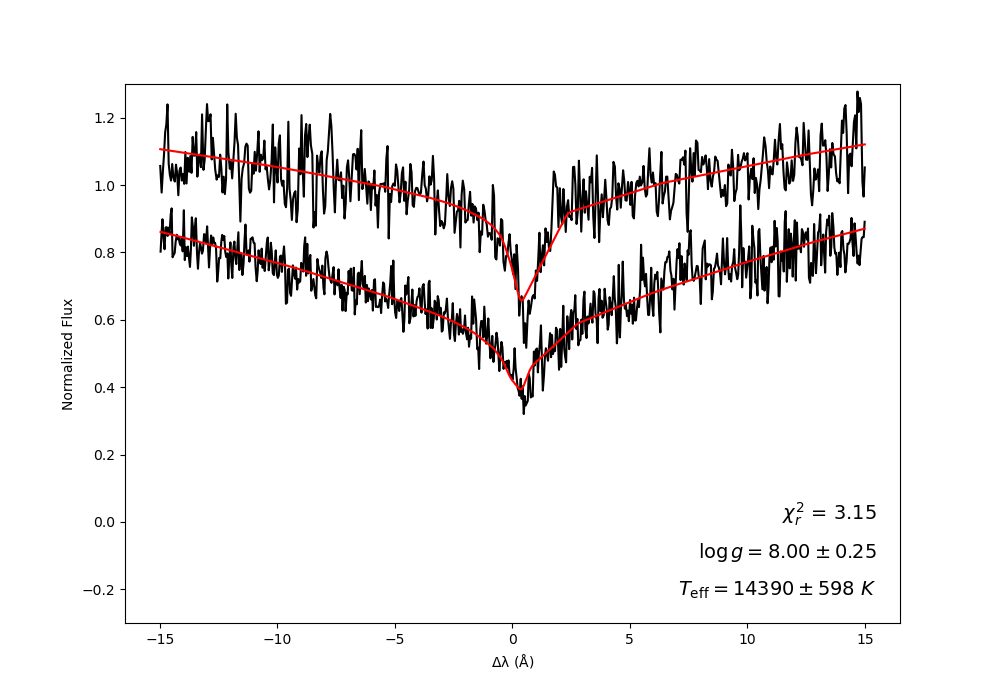 1.2
1.0
0.8
0.6
0.4
0.2
0.0
−0.2
Normalized Flux
χ²ᵣ = 3.15
log g = 8.00 ± 0.25
T_eff = 14390 ± 598 K
−15 −10 −5 0 5 10 15
Δλ (Å)